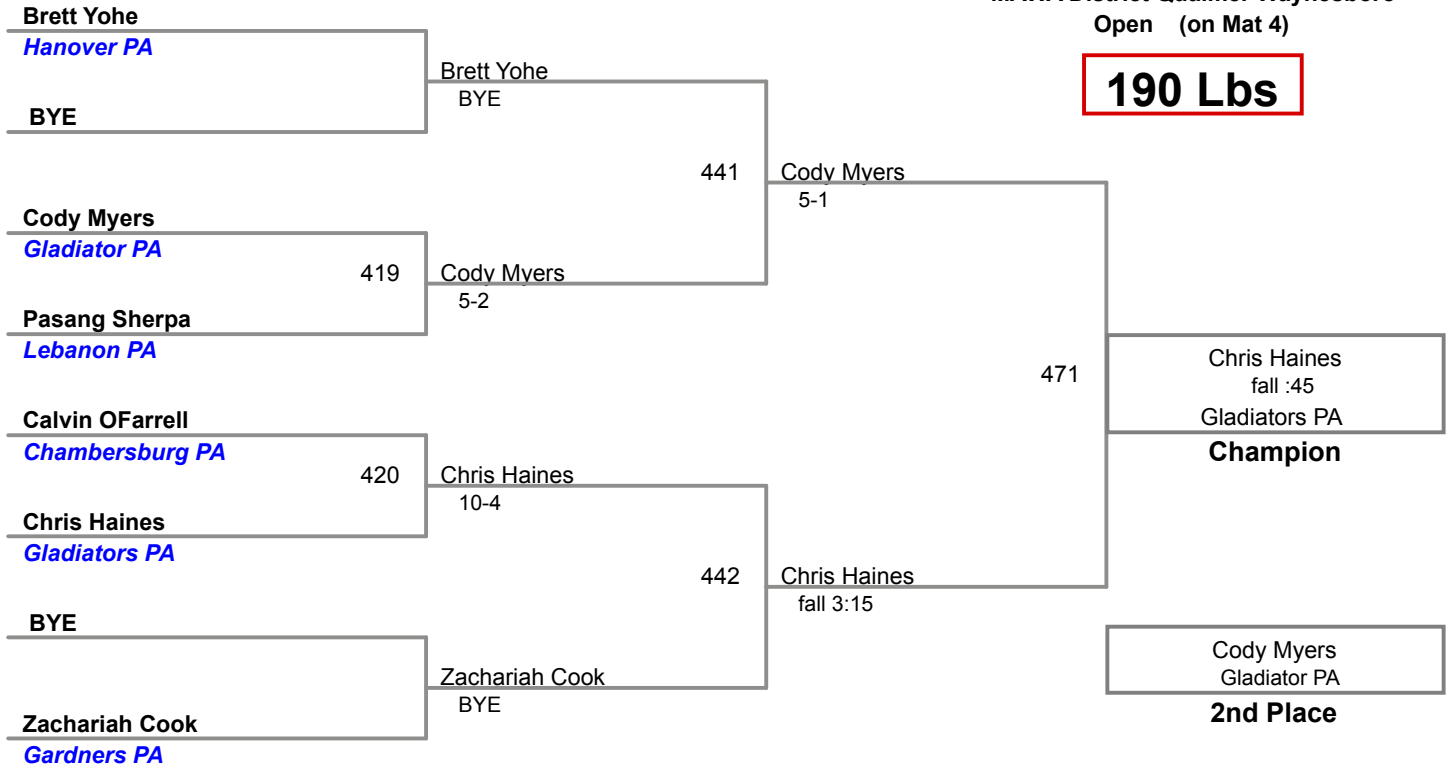 Open (on Mat 4)
190 Lbs
Brett Yohe
Hanover PA
BYE
Cody Myers
Gladiator PA
Pasang Sherpa
Lebanon PA
Calvin OFarrell
Chambersburg PA
Chris Haines
Gladiators PA
BYE
Zachariah Cook
Gardners PA
419
420
Brett Yohe
BYE
Cody Myers
5-2
Chris Haines
10-4
Zachariah Cook
BYE
441
442
Cody Myers
5-1
Chris Haines
fall 3:15
471
Chris Haines
fall :45
Gladiators PA
Champion
Cody Myers
Gladiator PA
2nd Place